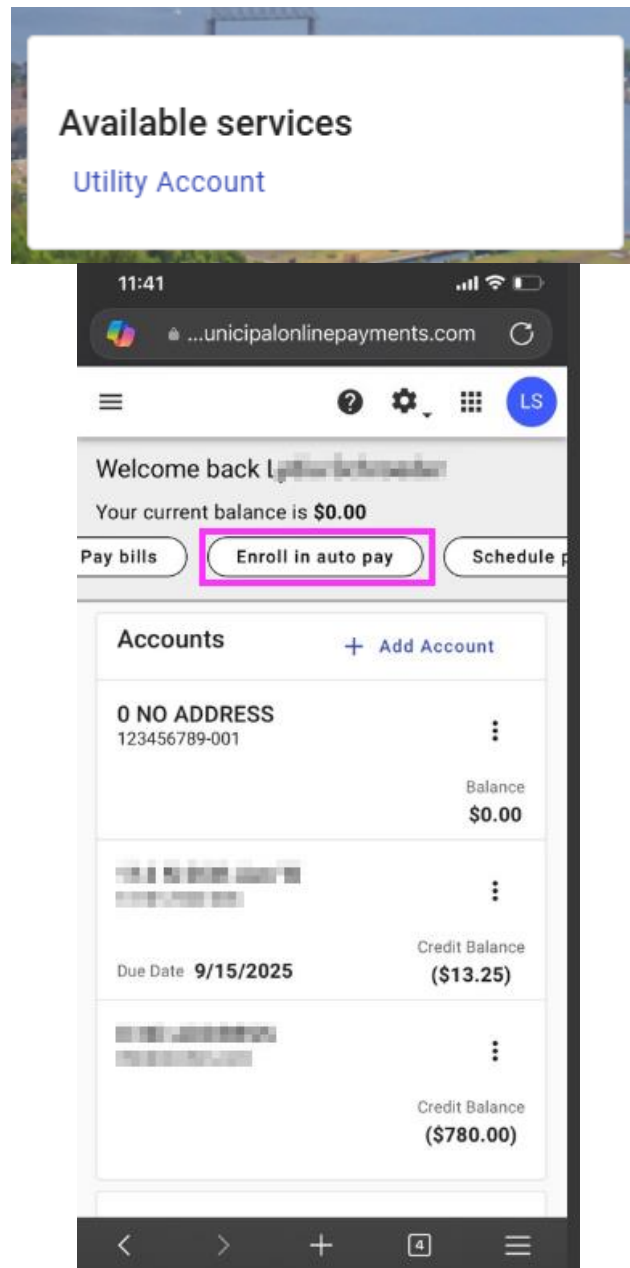 Available services
Utility Account
11:41
...unicipalonlinepayments.com
LS
Welcome back
Your current balance is $0.00
Pay bills
Enroll in auto pay
Schedule p
Accounts
+ Add Account
0 NO ADDRESS
123456789-001
Balance
$0.00
Credit Balance
Due Date 9/15/2025
($13.25)
Credit Balance
($780.00)
4